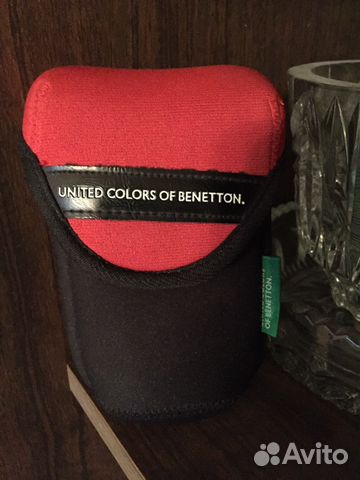 UNITED COLORS OF BENETTON.
OF BENETTON.
Avito